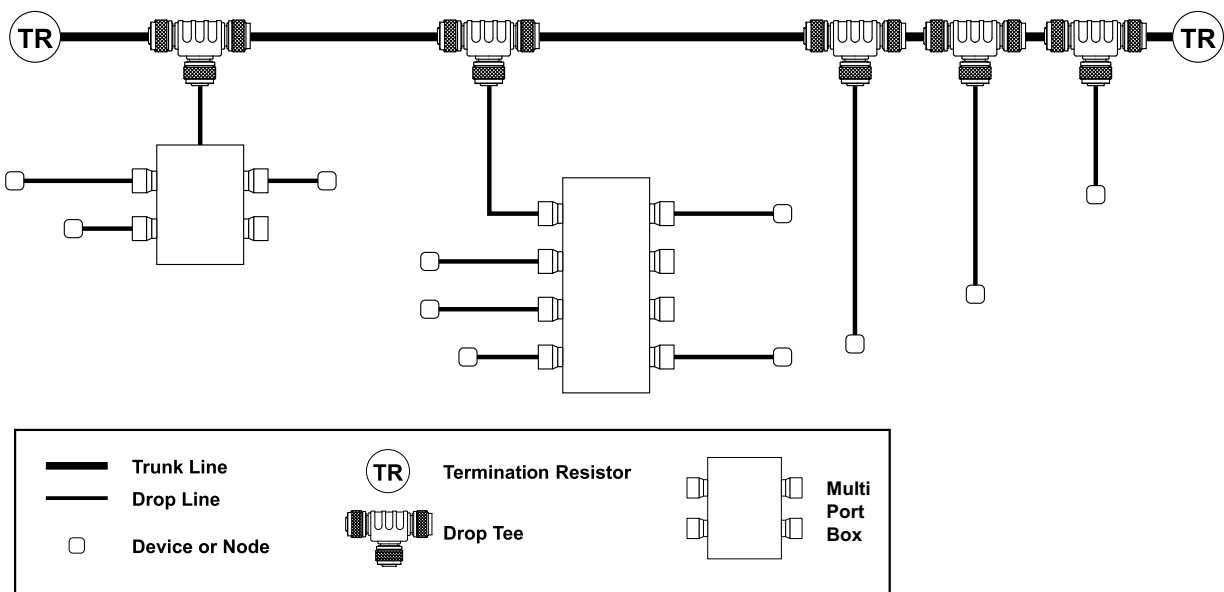 TR
TR
Trunk Line
Drop Line
Device or Node
TR
Termination Resistor
Drop Tee
Multi
Port
Box